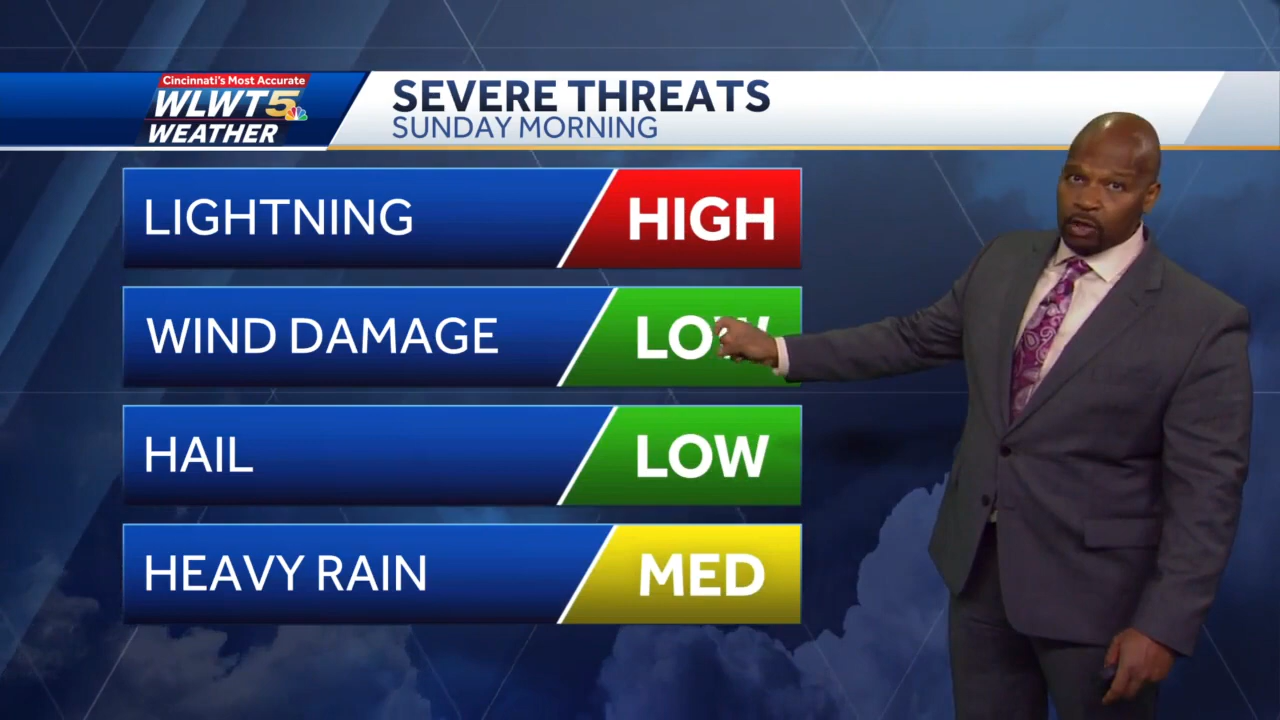 Cincinnati's Most Accurate
WLWT5
WEATHER
SEVERE THREATS
SUNDAY MORNING
LIGHTNING HIGH
WIND DAMAGE LOW
HAIL LOW
HEAVY RAIN MED